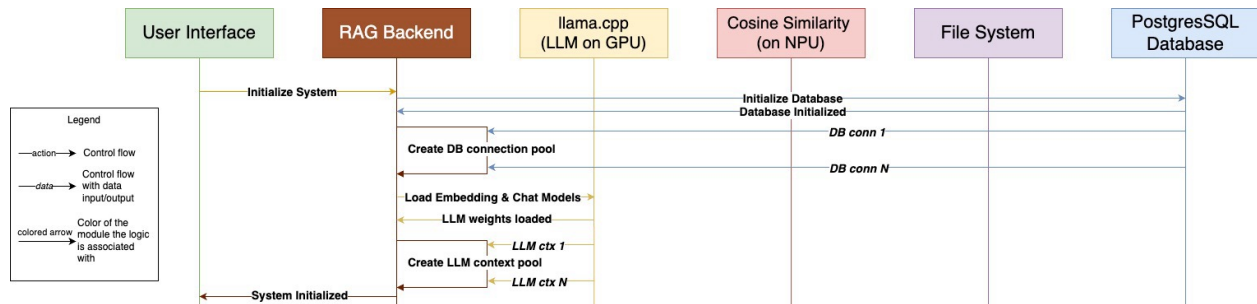 User Interface
RAG Backend
llama.cpp
(LLM on GPU)
Cosine Similarity
(on NPU)
File System
PostgresSQL
Database
Initialize System
Initialize Database
Database Initialized
DB conn 1
Create DB connection pool
DB conn N
Load Embedding & Chat Models
LLM weights loaded
LLM ctx 1
Create LLM context pool
LLM ctx N
System Initialized
Legend
action
Control flow
data
Control flow
with data
input/output
colored arrow
Color of the
module the logic
is associated
with